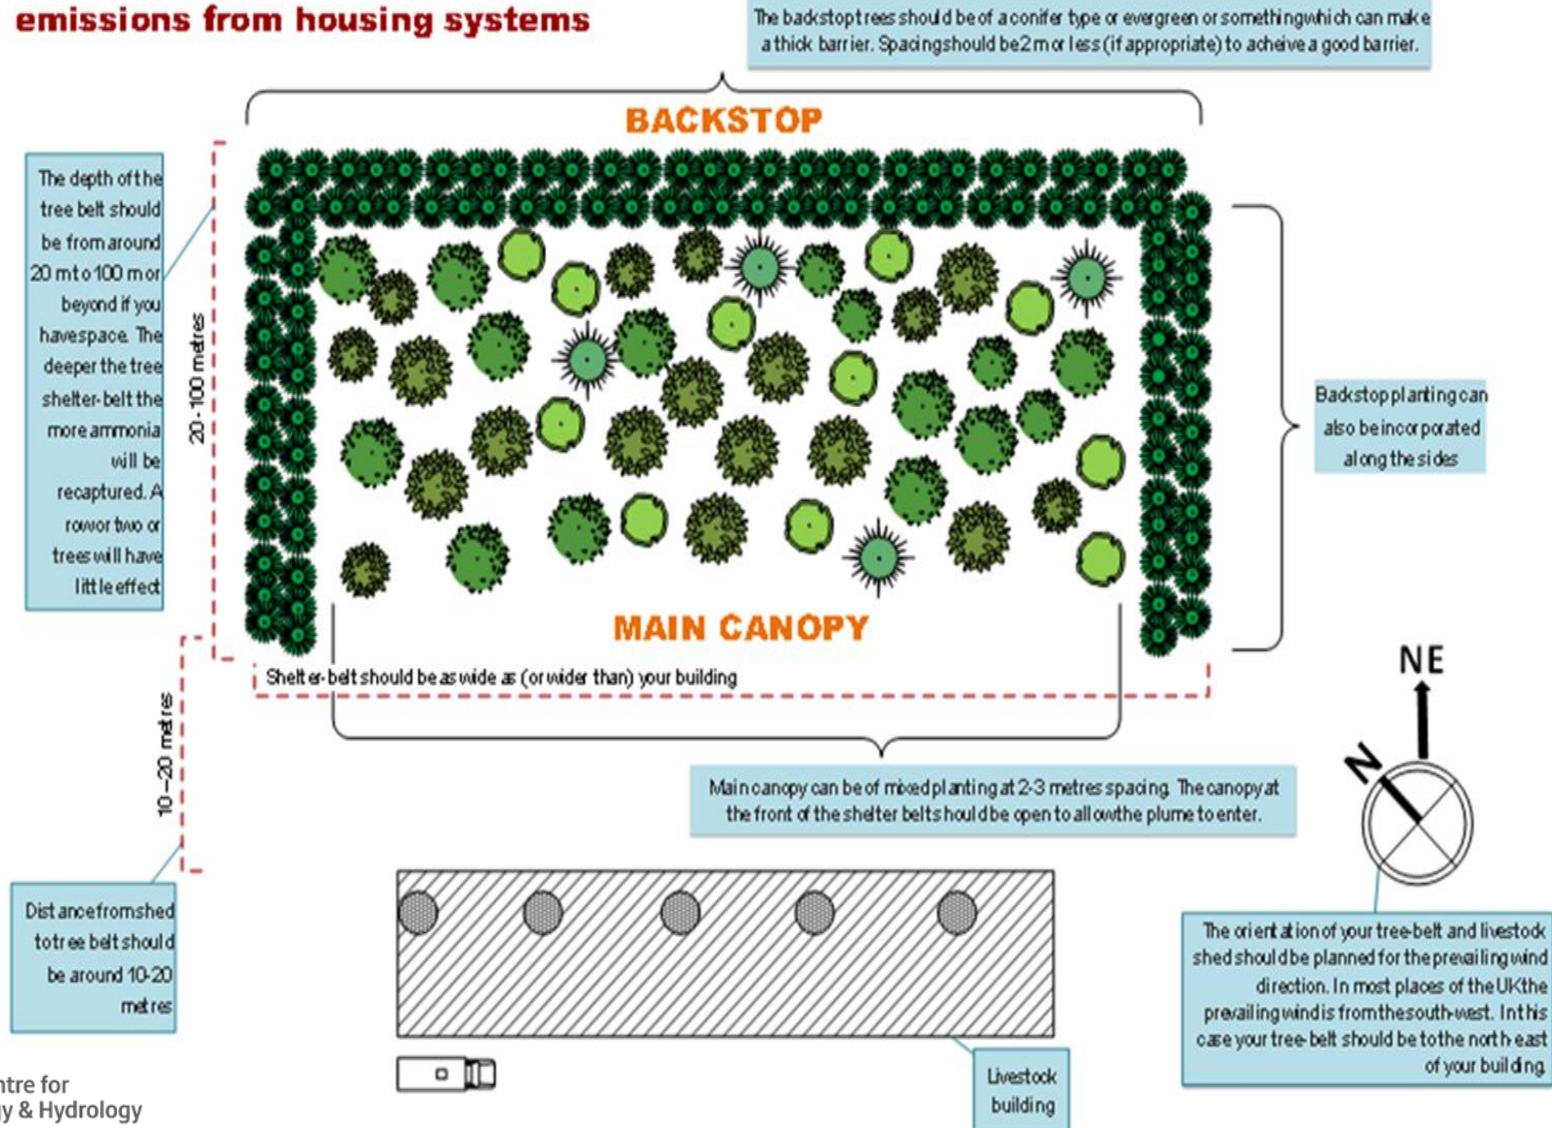 emissions from housing systems
The backstop trees should be of a conifer type or evergreen or something which can make
a thick barrier. Spacing should be 2 m or less (if appropriate) to acheive a good barrier.
BACKSTOP
The depth of the
tree belt should
be from around
20 m to 100 m or
beyond if you
have space. The
deeper the tree
shelter-belt the
more ammonia
will be
recaptured. A
row or two or
trees will have
little effect
20 - 100 metres
Backstop planting can
also be incorporated
along the sides
MAIN CANOPY
Shelter-belt should be as wide as (or wider than) your building
10 – 20 metres
Main canopy can be of mixed planting at 2-3 metres spacing. The canopy at
the front of the shelter belt should be open to allow the plume to enter.
NE
N
Distance from shed
to tree belt should
be around 10-20
metres
The orientation of your tree-belt and livestock
shed should be planned for the prevailing wind
direction. In most places of the UK the
prevailing wind is from the south-west. In this
case your tree-belt should be to the north-east
of your building.
Livestock
building
ntre for
gy & Hydrology